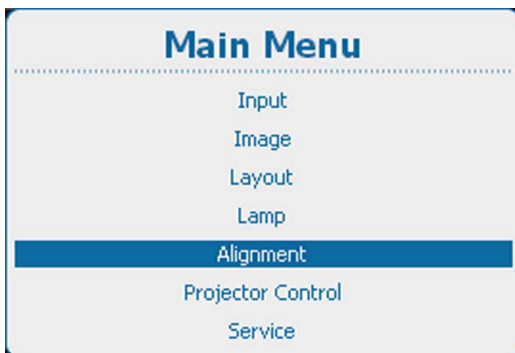 Main Menu
Input
Image
Layout
Lamp
Alignment
Projector Control
Service